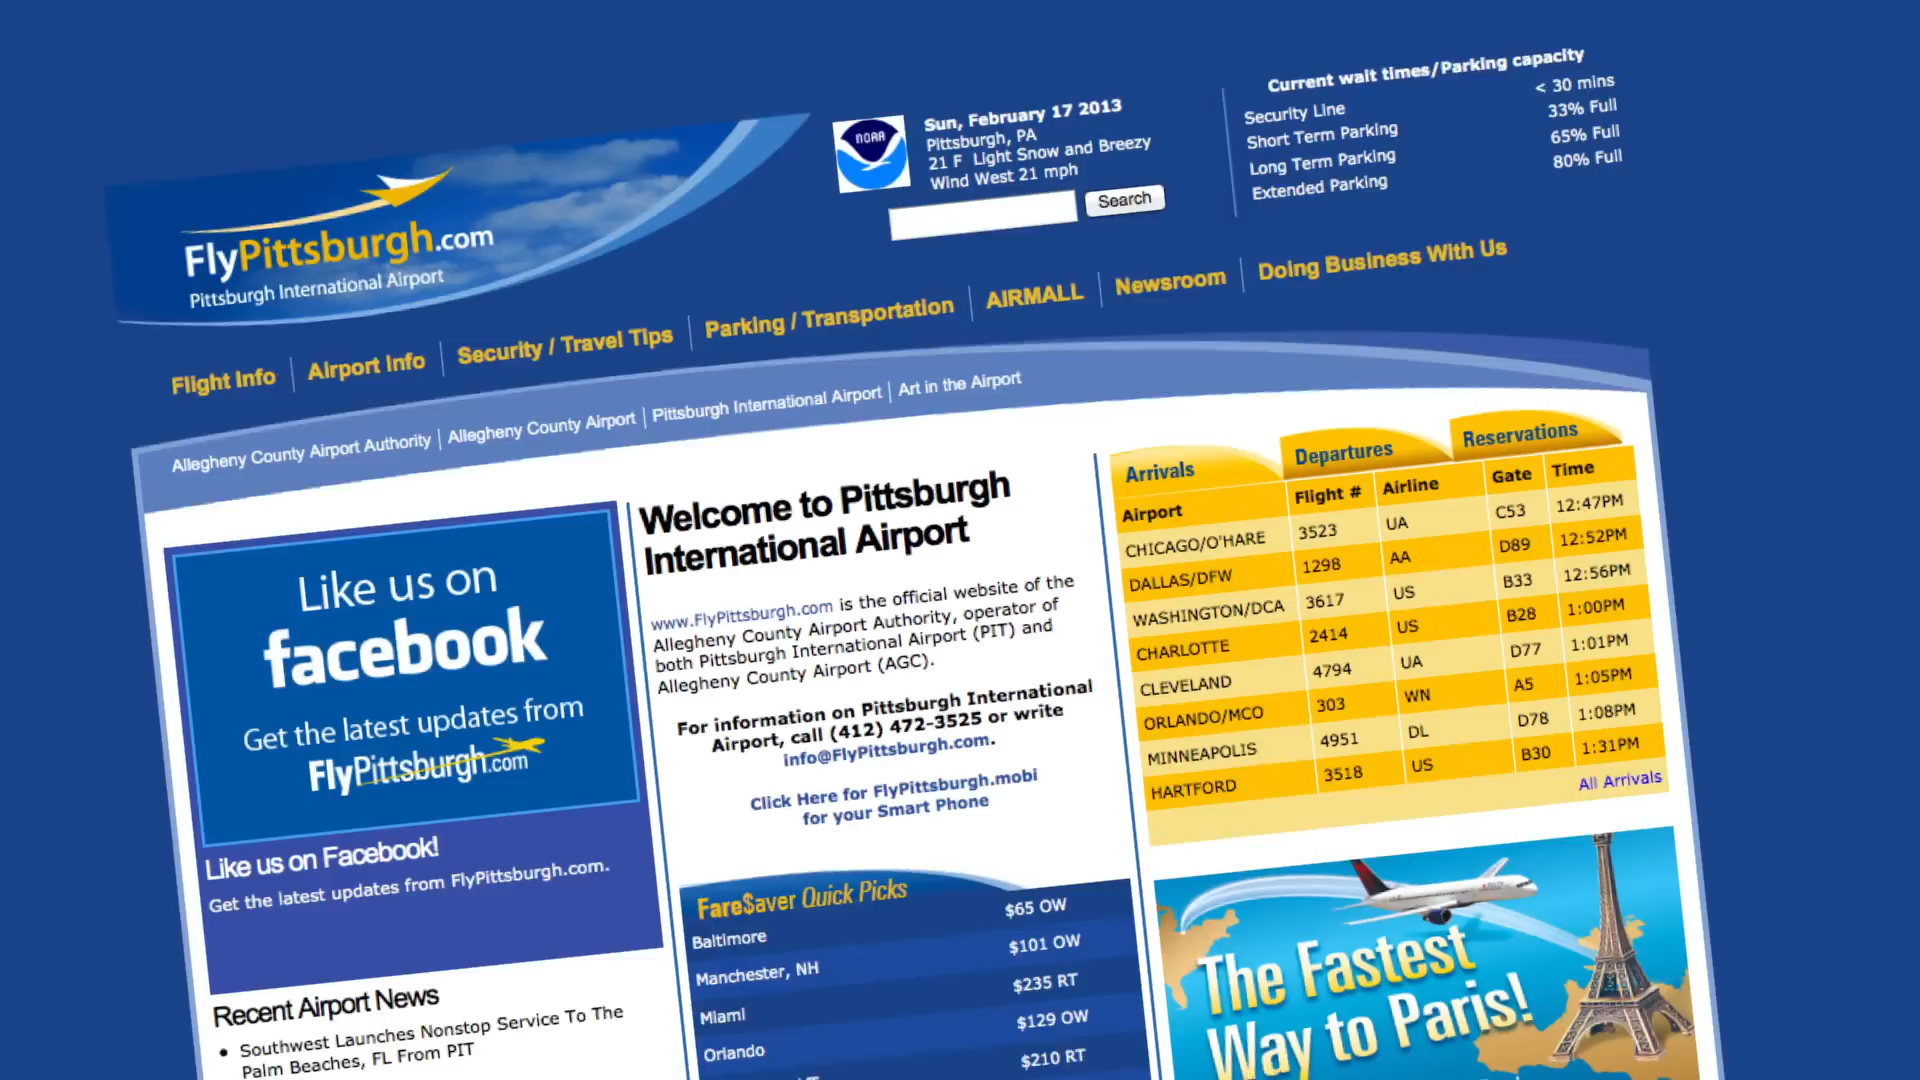 FlyPittsburgh.com
Pittsburgh International Airport
NOAA
Sun, February 17 2013
Pittsburgh, PA
21 F Light Snow and Breezy
Wind West 21 mph
Search
Current wait times/Parking capacity
Security Line < 30 mins
Short Term Parking 33% Full
Long Term Parking 65% Full
Extended Parking 80% Full
Flight Info | Airport Info | Security / Travel Tips | Parking / Transportation | AIRMALL | Newsroom | Doing Business With Us
Allegheny County Airport Authority | Allegheny County Airport | Pittsburgh International Airport | Art in the Airport
Like us on
facebook
Get the latest updates from
FlyPittsburgh.com
Like us on Facebook!
Get the latest updates from FlyPittsburgh.com.
Recent Airport News
• Southwest Launches Nonstop Service To The
Palm Beaches, FL From PIT
Welcome to Pittsburgh
International Airport
www.FlyPittsburgh.com is the official website of the
Allegheny County Airport Authority, operator of
both Pittsburgh International Airport (PIT) and
Allegheny County Airport (AGC).
For information on Pittsburgh International
Airport, call (412) 472-3525 or write
info@FlyPittsburgh.com.
Click Here for FlyPittsburgh.mobi
for your Smart Phone
Fare$aver Quick Picks
Baltimore $65 OW
Manchester, NH $101 OW
Miami $235 RT
Orlando $129 OW
$210 RT
Arrivals Departures Reservations
Airport Flight # Airline Gate Time
CHICAGO/O'HARE 3523 UA C53 12:47PM
DALLAS/DFW 1298 AA D89 12:52PM
WASHINGTON/DCA 3617 US B33 12:56PM
CHARLOTTE 2414 US B28 1:00PM
CLEVELAND 4794 UA D77 1:01PM
ORLANDO/MCO 303 WN A5 1:05PM
MINNEAPOLIS 4951 DL D78 1:08PM
HARTFORD 3518 US B30 1:31PM
All Arrivals
The Fastest
Way to Paris!